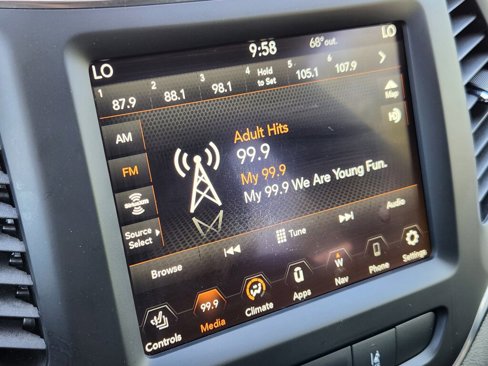 LO 9:58 68° out. LO
1 2 3 4 5 6
87.9 88.1 98.1 Hold to Set 105.1 107.9
Map
AM
FM
SiriusXM
Source Select
Adult Hits
99.9
My 99.9
My 99.9 We Are Young Fun.
Browse Tune Audio
Controls 99.9 Media Climate Apps W Nav Phone Settings